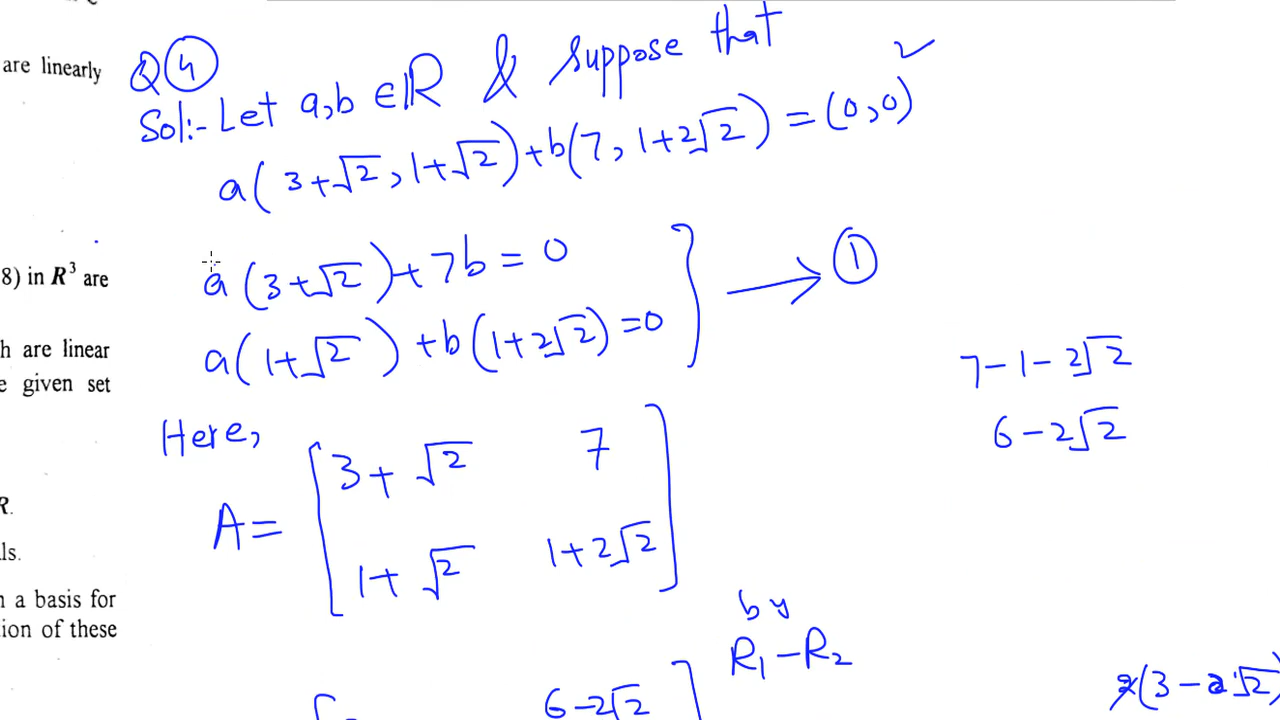 are linearly
Q 4
Sol:- Let a,b ∈ ℝ & suppose that
a(3+√2, 1+√2)+b(7, 1+2√2) = (0,0)
a(3+√2)+7b = 0
8) in R³ are
→ 1
a(1+√2)+b(1+2√2)=0
h are linear
e given set
7-1-2√2
6-2√2
Here,
A= [3+√2 7
1+√2 1+2√2]
R.
ls.
n a basis for
ion of these
by
R₁-R₂
6-2√2